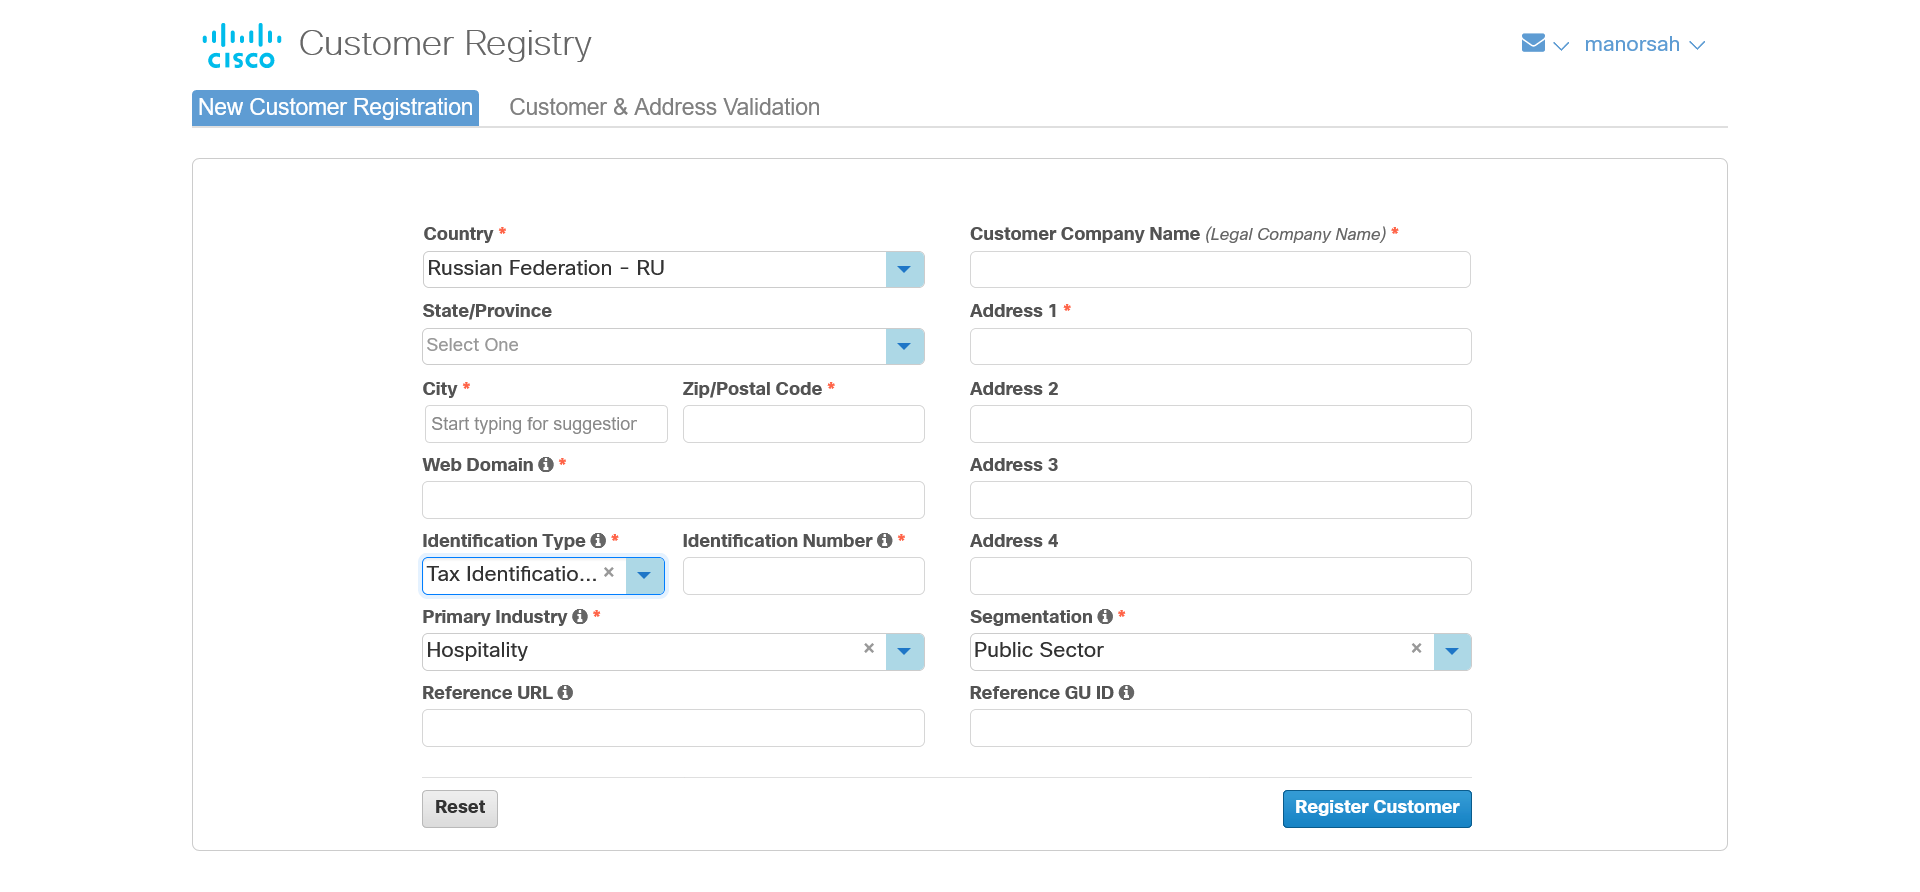 CISCO Customer Registry
manorsah
New Customer Registration Customer & Address Validation
Country *
Russian Federation - RU
Customer Company Name (Legal Company Name) *
State/Province
Select One
Address 1 *
City * Zip/Postal Code *
Start typing for suggestior
Address 2
Web Domain *
Address 3
Identification Type * Identification Number *
Tax Identificatio... ×
Address 4
Primary Industry *
Hospitality ×
Segmentation *
Public Sector ×
Reference URL
Reference GU ID
Reset
Register Customer